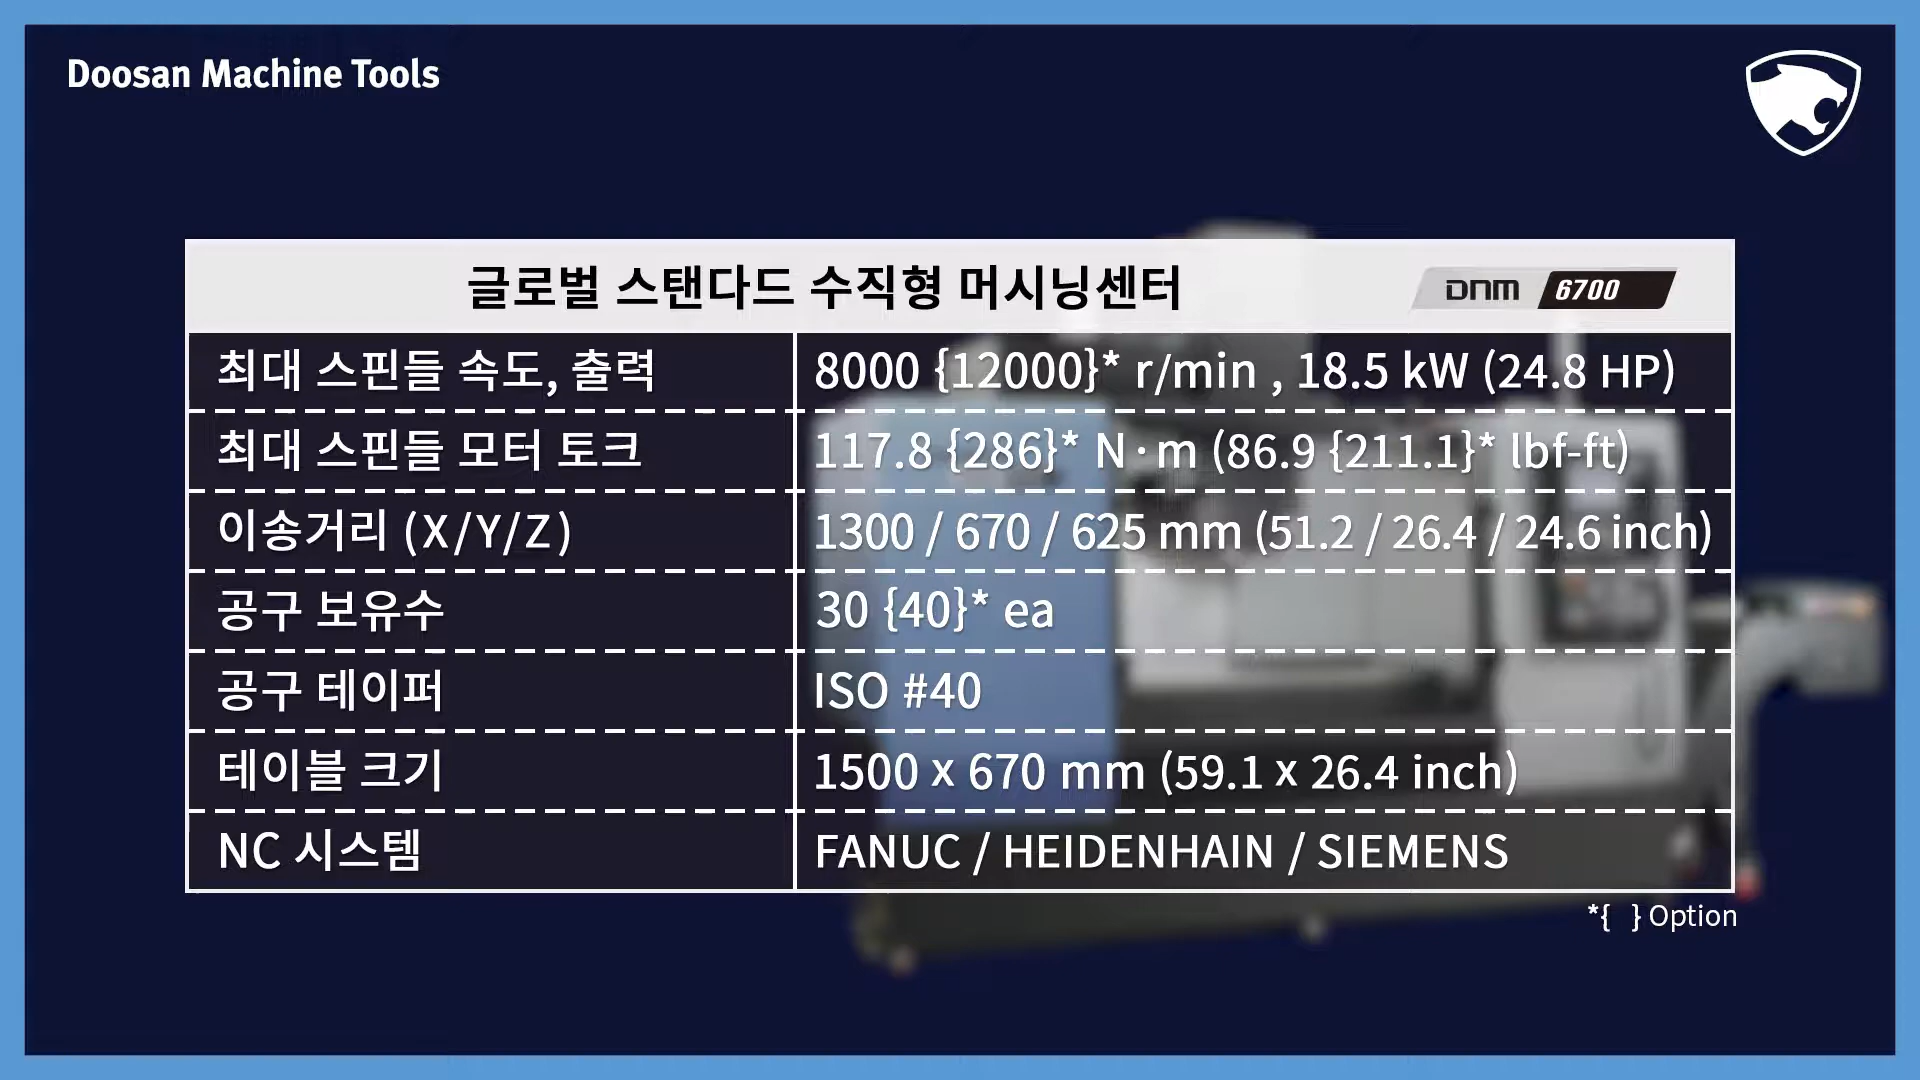 Doosan Machine Tools
글로벌 스탠다드 수직형 머시닝센터 DNM 6700
최대 스핀들 속도, 출력 8000 {12000}* r/min , 18.5 kW (24.8 HP)
최대 스핀들 모터 토크 117.8 {286}* N·m (86.9 {211.1}* lbf-ft)
이송거리 (X/Y/Z) 1300 / 670 / 625 mm (51.2 / 26.4 / 24.6 inch)
공구 보유수 30 {40}* ea
공구 테이퍼 ISO #40
테이블 크기 1500 x 670 mm (59.1 x 26.4 inch)
NC 시스템 FANUC / HEIDENHAIN / SIEMENS
*{ } Option